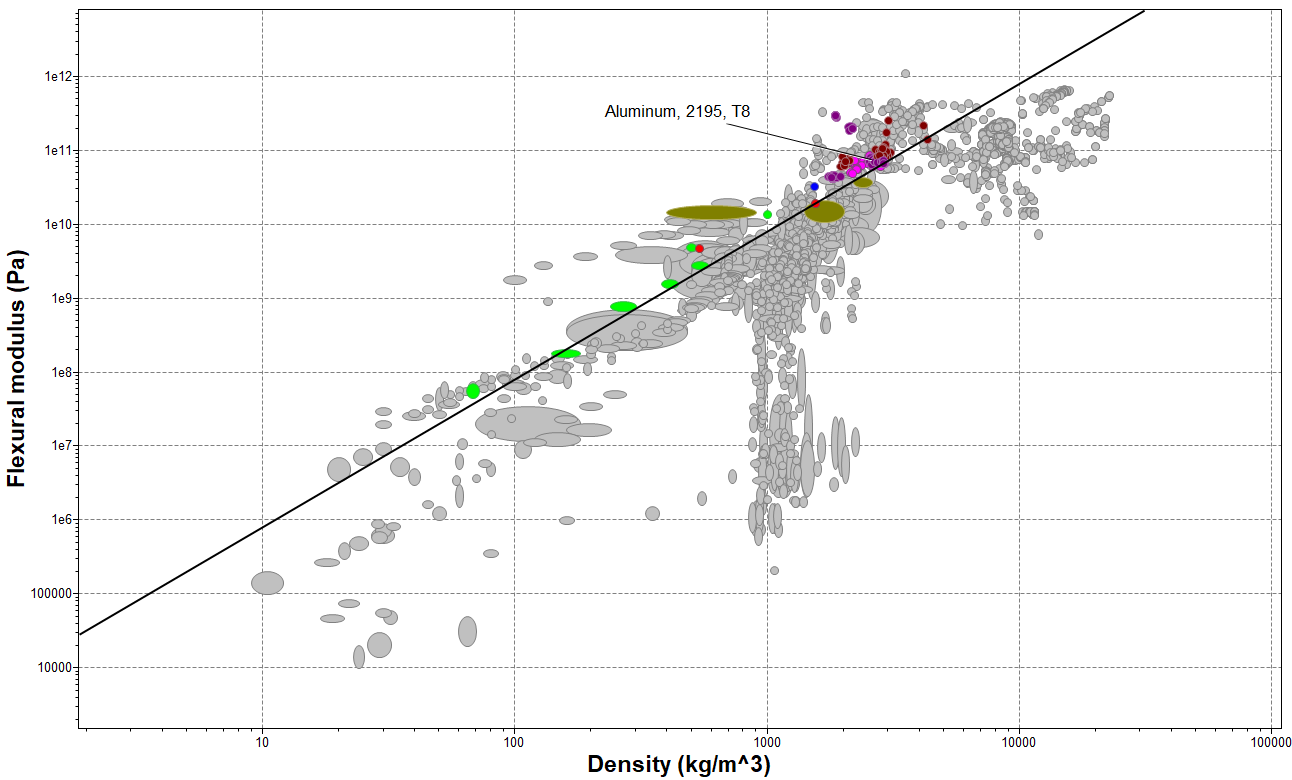 1e12
1e11
1e10
1e9
1e8
1e7
1e6
100000
10000
Flexural modulus (Pa)
Aluminum, 2195, T8
10
100
1000
10000
100000
Density (kg/m^3)